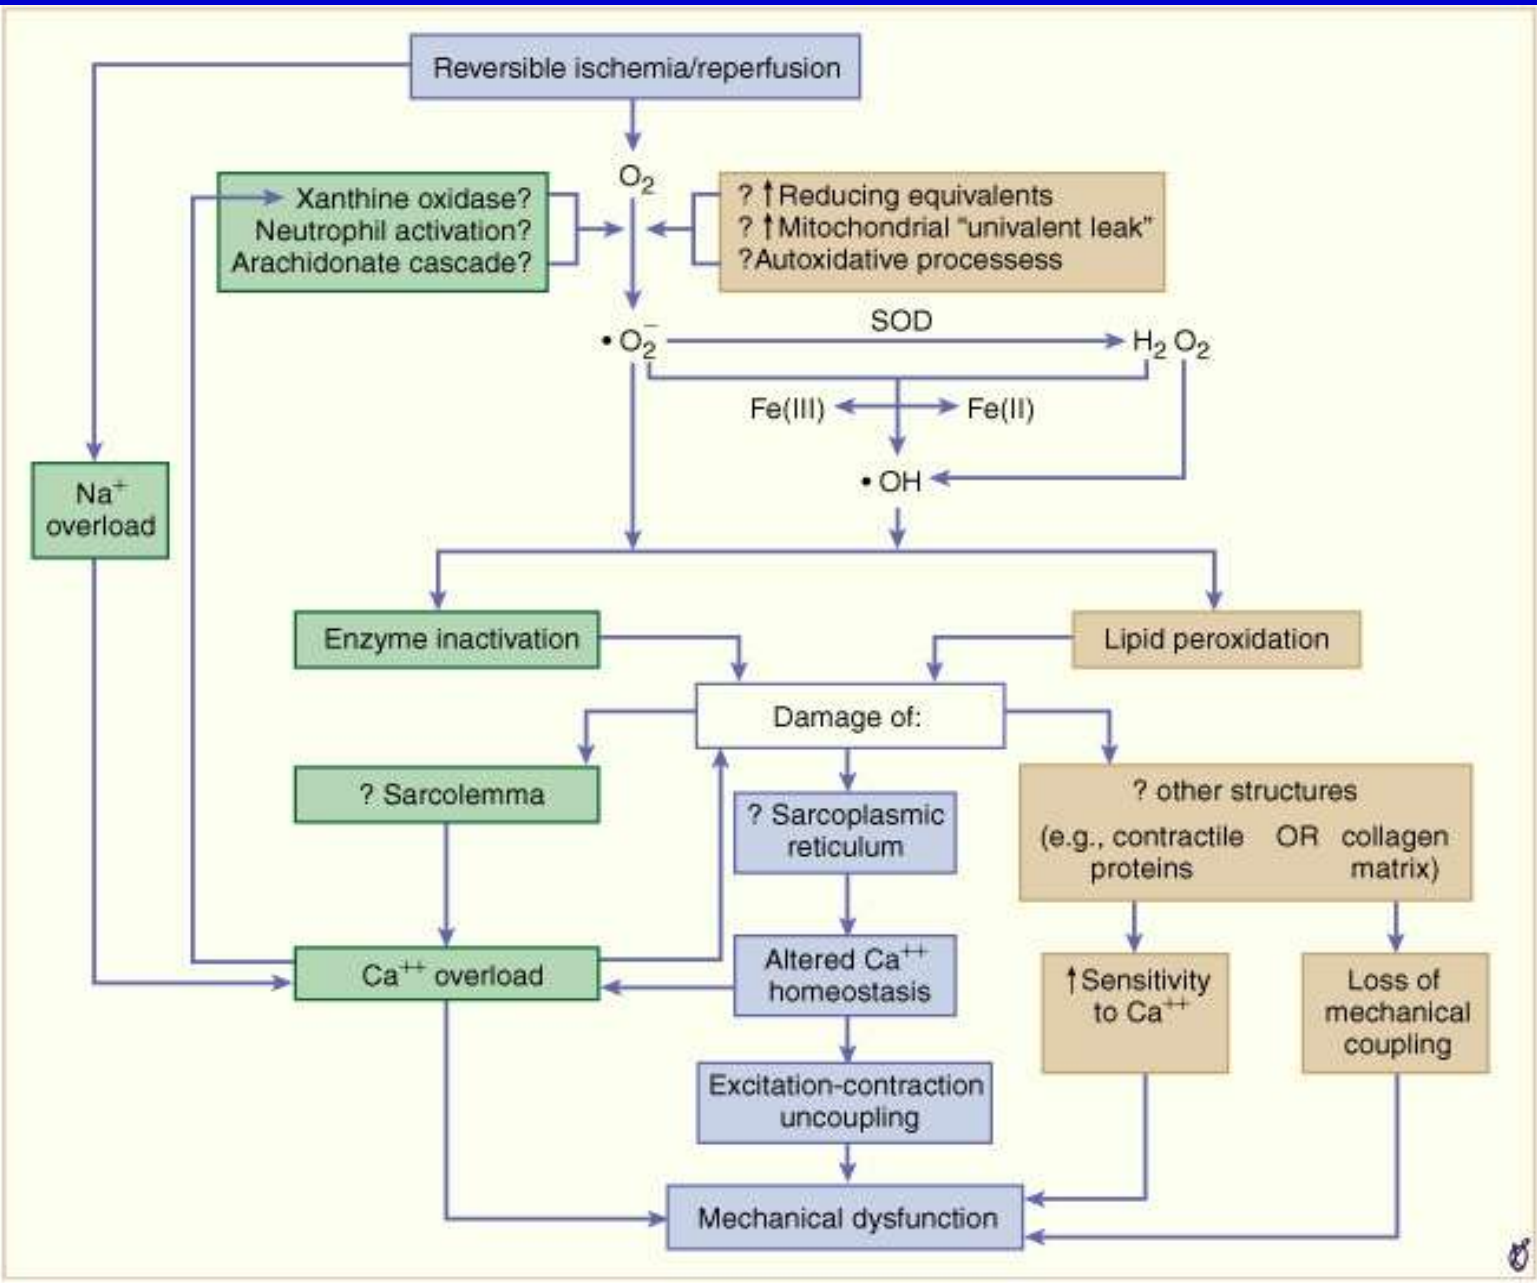 Reversible ischemia/reperfusion
O₂
Xanthine oxidase?
Neutrophil activation?
Arachidonate cascade?
? ↑Reducing equivalents
? ↑Mitochondrial “univalent leak”
?Autoxidative processess
SOD
• O₂⁻
H₂ O₂
Fe(III)
Fe(II)
• OH
Na⁺
overload
Enzyme inactivation
Lipid peroxidation
Damage of:
? Sarcolemma
? Sarcoplasmic
reticulum
? other structures
(e.g., contractile OR collagen
proteins matrix)
Ca⁺⁺ overload
Altered Ca⁺⁺
homeostasis
↑Sensitivity
to Ca⁺⁺
Loss of
mechanical
coupling
Excitation-contraction
uncoupling
Mechanical dysfunction